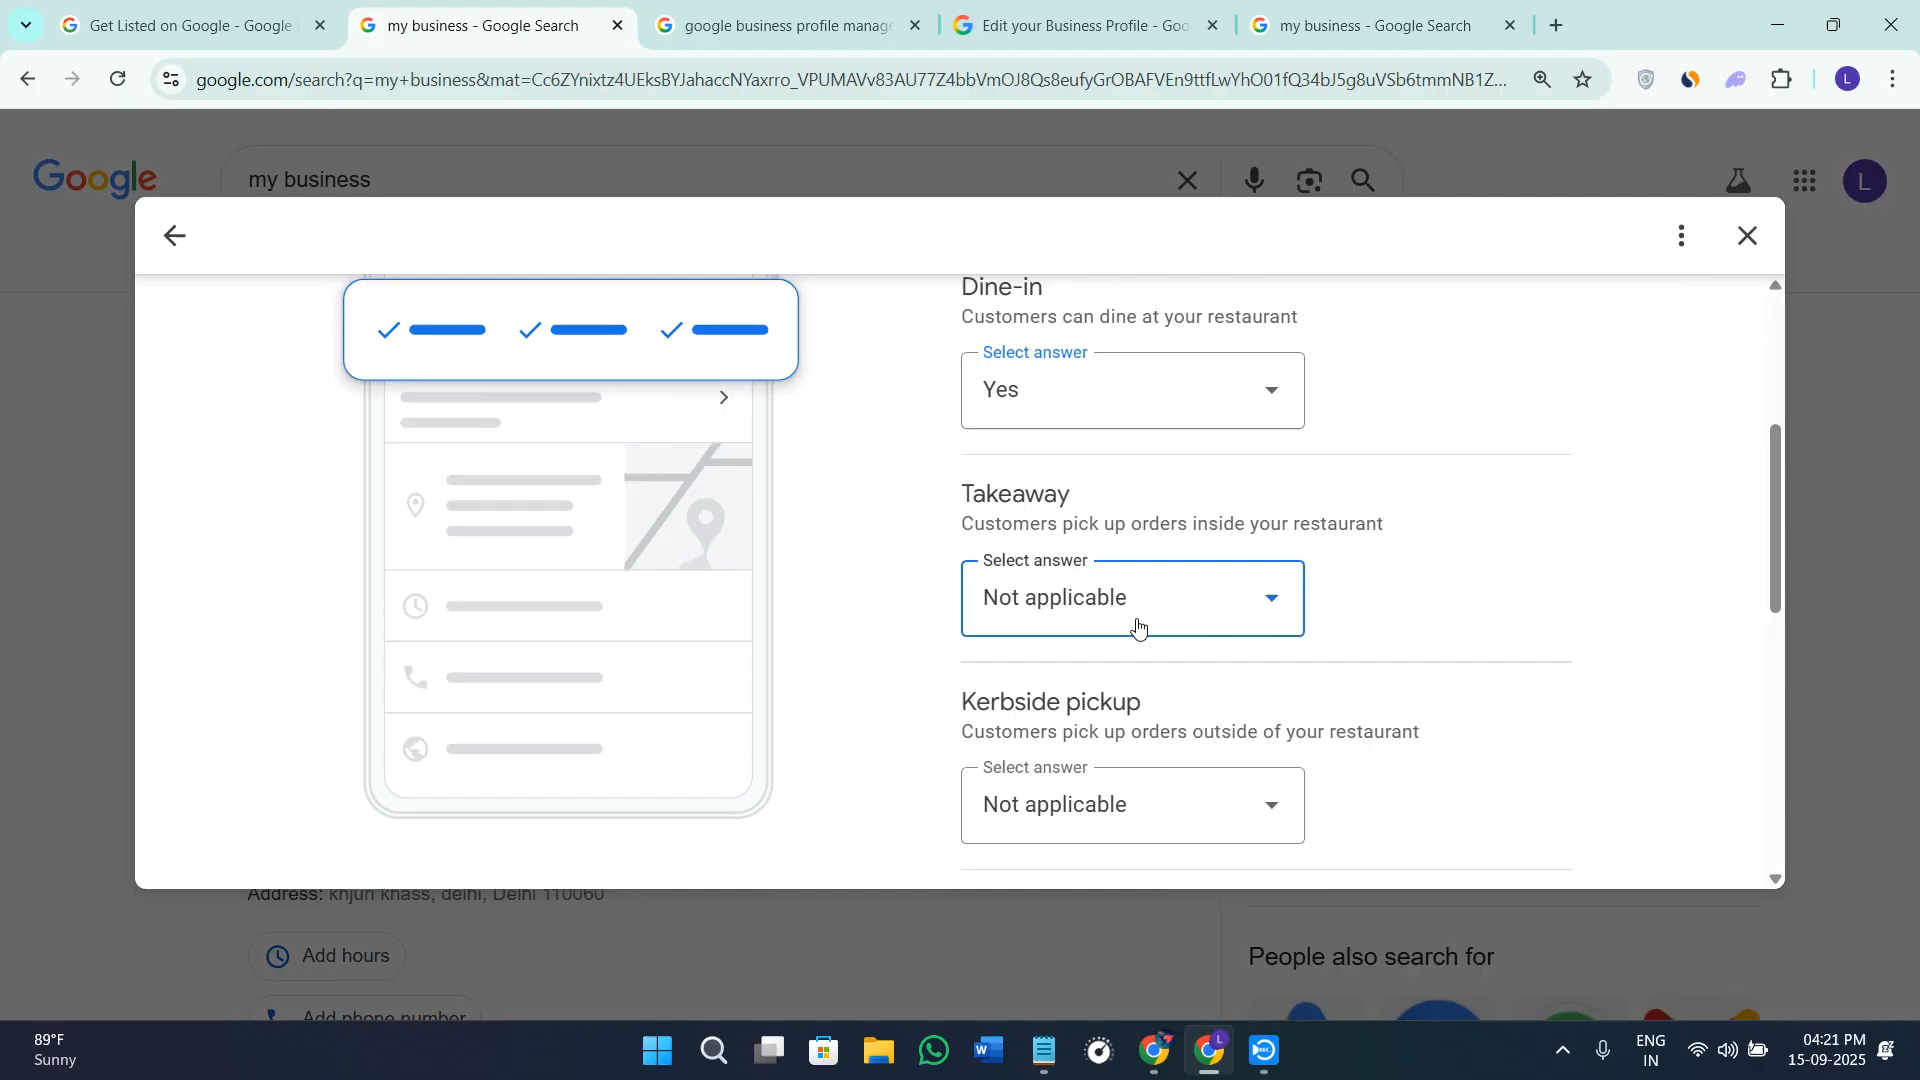 Get Listed on Google - Google
my business - Google Search
google business profile manage
Edit your Business Profile - Goo
my business - Google Search
google.com/search?q=my+business&mat=Cc6ZYnixtz4UEksBYJahaccNYaxrro_VPUMAVv83AU77Z4bbVmOJ8Qs8eufyGrOBAFVEn9ttfLwYhO01fQ34bJ5g8uVSb6tmmNB1Z...
L
Google
my business
L
Dine-in
Customers can dine at your restaurant
Select answer
Yes
Takeaway
Customers pick up orders inside your restaurant
Select answer
Not applicable
Kerbside pickup
Customers pick up orders outside of your restaurant
Select answer
Not applicable
Address: khjuri khass, delhi, Delhi 110060
Add hours
People also search for
Add phone number
89°F
Sunny
ENG
IN
04:21 PM
15-09-2025